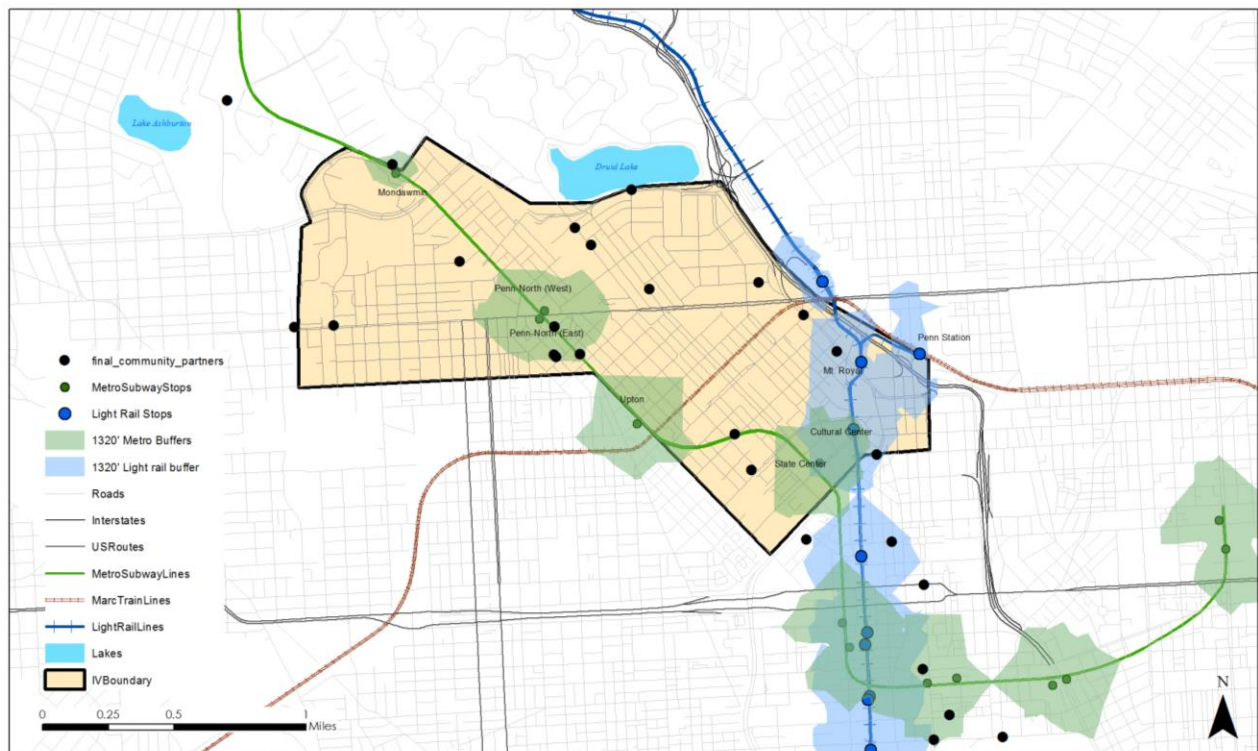 Lake Ashburton
Druid Lake
Mondawmin
Penn-North (West)
Penn-North (East)
Penn Station
Mt. Royal
Upton
Cultural Center
State Center
final_community_partners
MetroSubwayStops
Light Rail Stops
1320' Metro Buffers
1320' Light rail buffer
Roads
Interstates
USRoutes
MetroSubwayLines
MarcTrainLines
LightRailLines
Lakes
IVBoundary
0 0.25 0.5 1
Miles
N